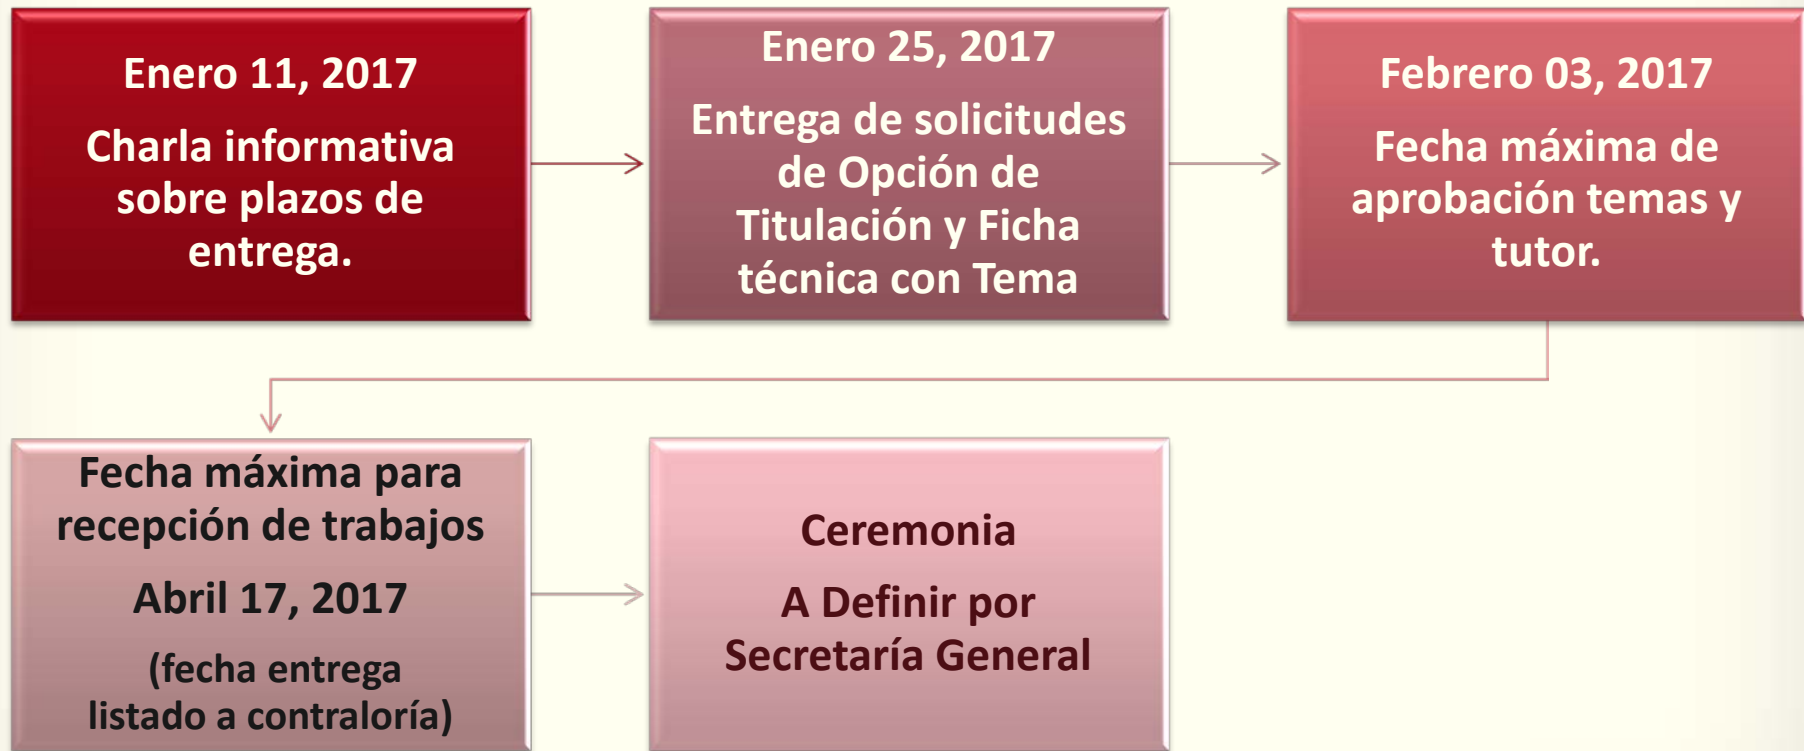 Enero 11, 2017
Charla informativa
sobre plazos de
entrega.
Enero 25, 2017
Entrega de solicitudes
de Opción de
Titulación y Ficha
técnica con Tema
Febrero 03, 2017
Fecha máxima de
aprobación temas y
tutor.
Fecha máxima para
recepción de trabajos
Abril 17, 2017
(fecha entrega
listado a contraloría)
Ceremonia
A Definir por
Secretaría General